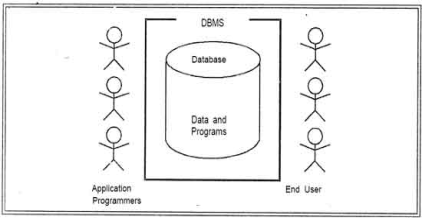 DBMS
Database
Data and
Programs
Application
Programmers
End User